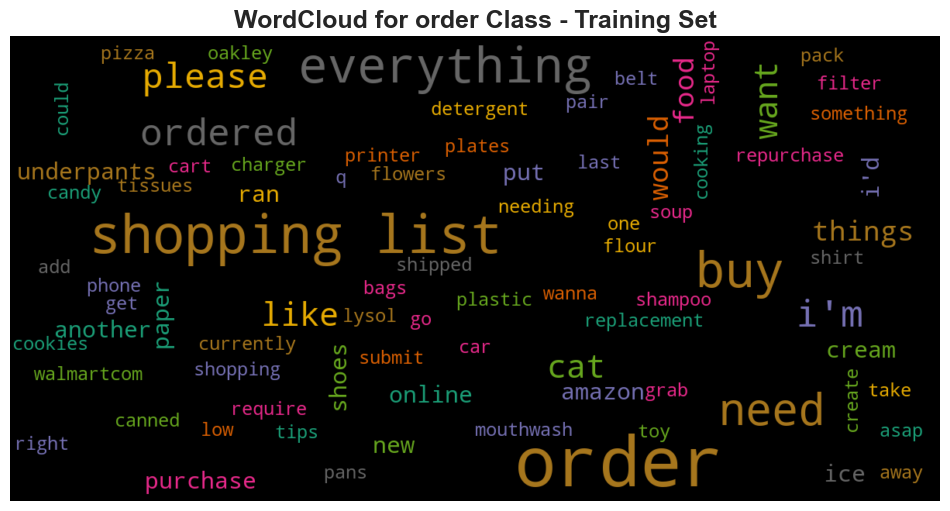 WordCloud for order Class - Training Set
pizza
oakley
please
everything
belt
laptop
food
want
pack
filter
something
could
detergent
pair
ordered
would
cooking
printer
plates
last
repurchase
i'd
underpants
cart
charger
q
flowers
put
candy
tissues
ran
needing
one
soup
flour
things
shopping list
add
shipped
buy
shirt
phone
get
paper
bags
plastic
wanna
shampoo
another
like
lysol
go
replacement
i'm
cookies
currently
car
cream
walmartcom
shopping
shoes
submit
cat
online
amazon
grab
need
create
take
canned
require
low
tips
new
mouthwash
toy
asap
right
order
purchase
pans
ice
away